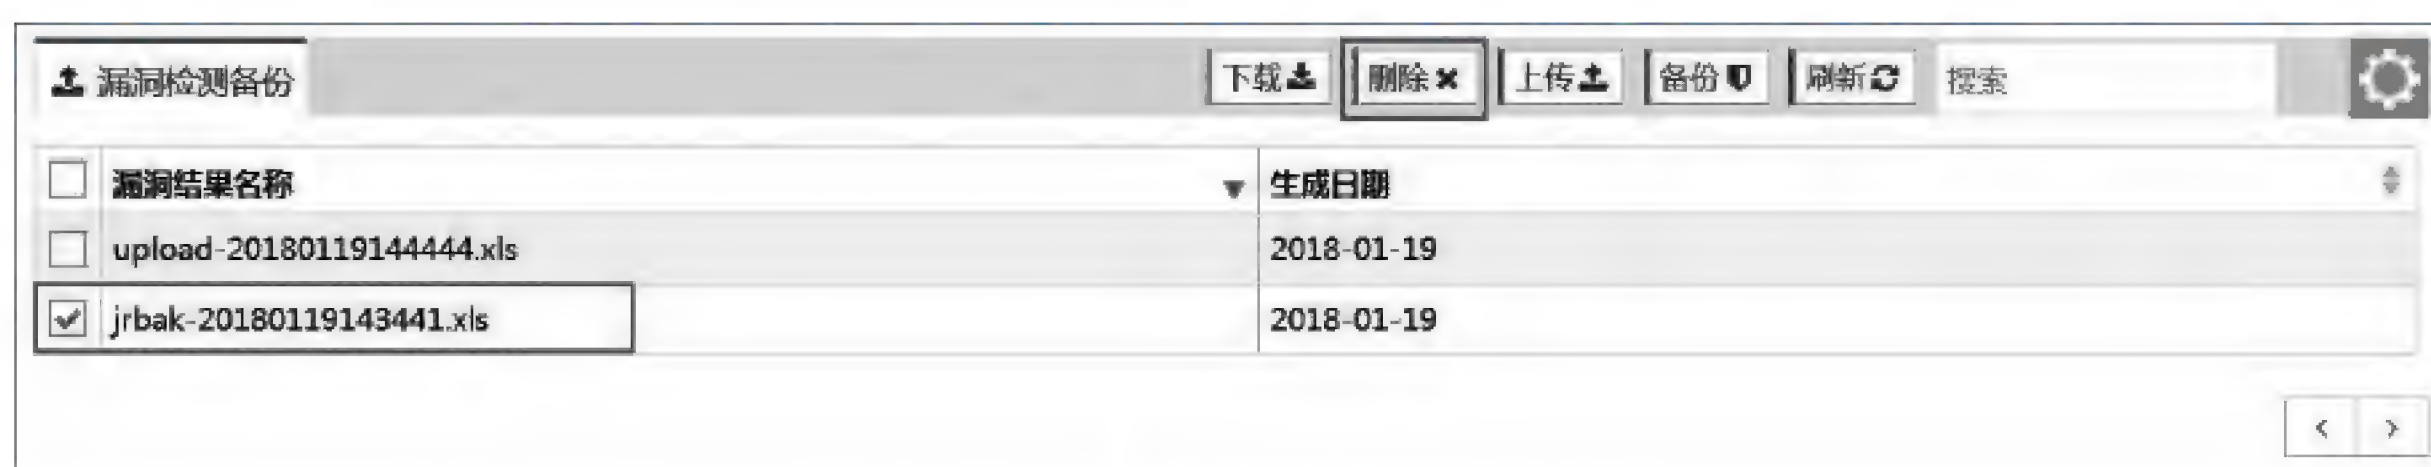 漏洞检测备份 下载 删除 上传 备份 刷新 搜索
漏洞结果名称 生成日期
upload-20180119144444.xls 2018-01-19
jrbak-20180119143441.xls 2018-01-19